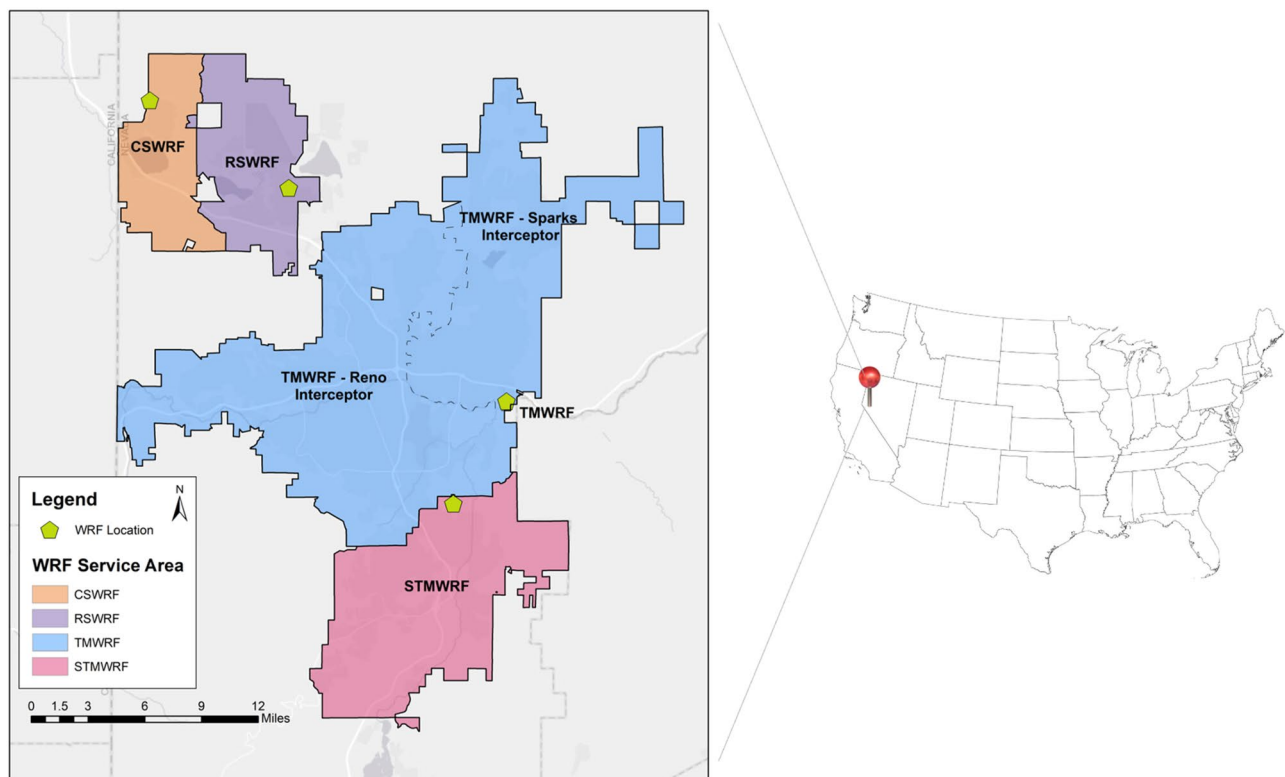 CALIFORNIA
NEVADA
CSWRF
RSWRF
TMWRF - Sparks
Interceptor
TMWRF - Reno
Interceptor
TMWRF
STMWRF
Legend
N
WRF Location
WRF Service Area
CSWRF
RSWRF
TMWRF
STMWRF
0 1.5 3 6 9 12
Miles